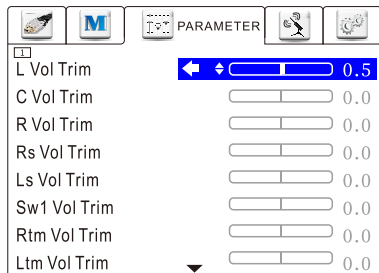 M PARAMETER
1
L Vol Trim 0.5
C Vol Trim 0.0
R Vol Trim 0.0
Rs Vol Trim 0.0
Ls Vol Trim 0.0
Sw1 Vol Trim 0.0
Rtm Vol Trim 0.0
Ltm Vol Trim 0.0